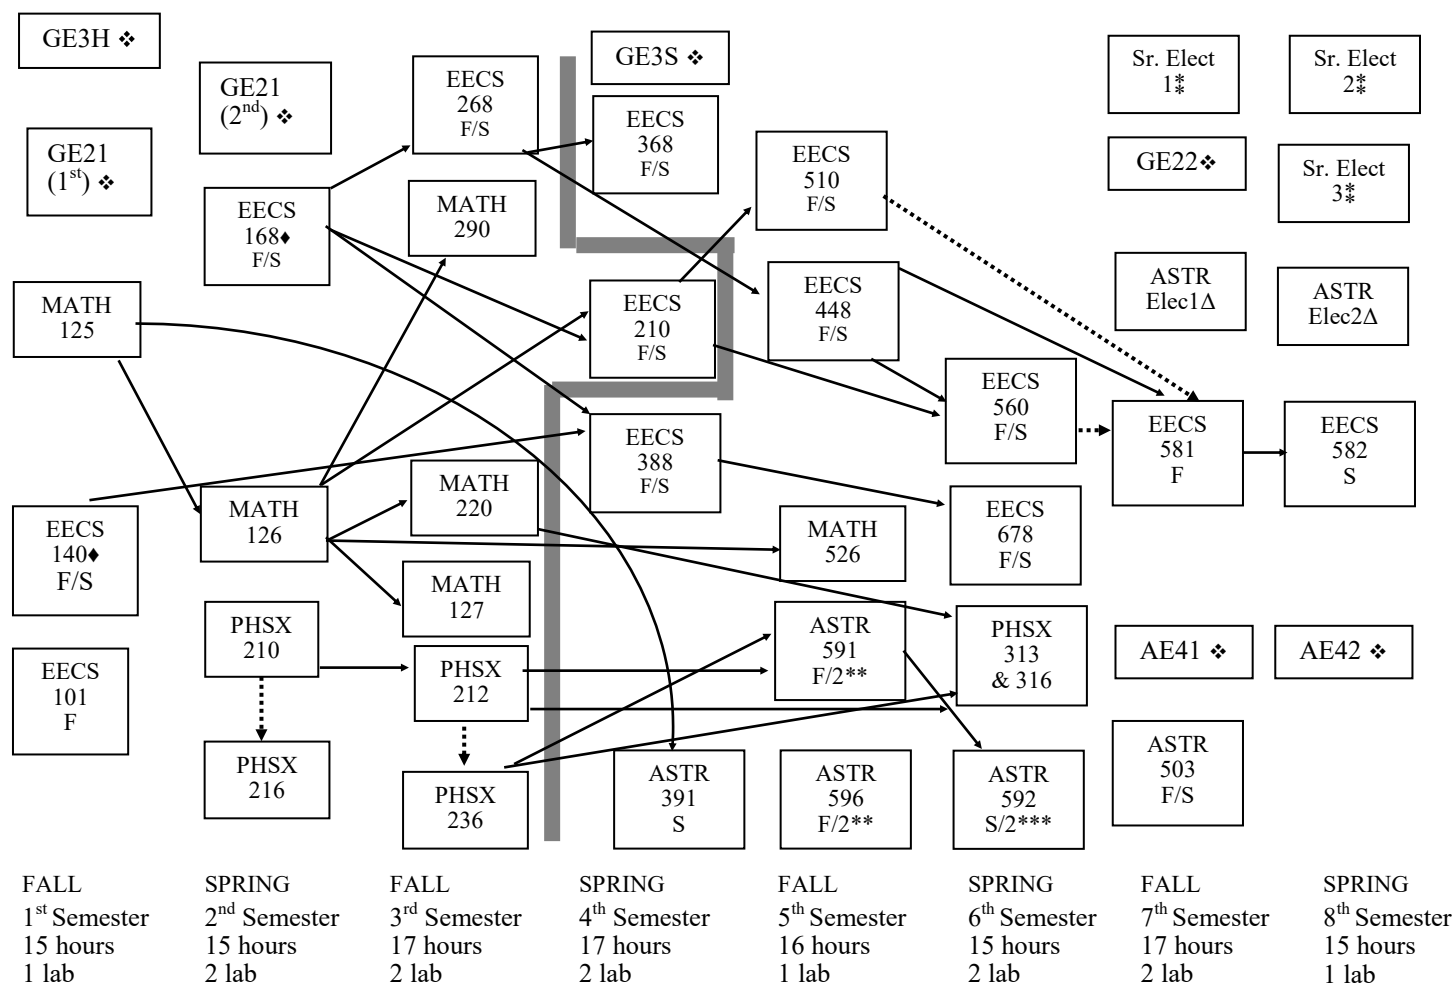 GE3H ❖
GE21
(1st) ❖
MATH
125
EECS
140♦
F/S
EECS
101
F
GE21
(2nd) ❖
EECS
168♦
F/S
MATH
126
PHSX
210
PHSX
216
EECS
268
F/S
MATH
290
MATH
220
MATH
127
PHSX
212
PHSX
236
GE3S ❖
EECS
368
F/S
EECS
210
F/S
EECS
388
F/S
ASTR
391
S
EECS
510
F/S
EECS
448
F/S
MATH
526
ASTR
591
F/2**
ASTR
596
F/2**
EECS
560
F/S
EECS
678
F/S
PHSX
313
& 316
ASTR
592
S/2***
Sr. Elect
1⁑
GE22❖
ASTR
Elec1Δ
EECS
581
F
AE41 ❖
ASTR
503
F/S
Sr. Elect
2⁑
Sr. Elect
3⁑
ASTR
Elec2Δ
EECS
582
S
AE42 ❖
FALL
1st Semester
15 hours
1 lab
SPRING
2nd Semester
15 hours
2 lab
FALL
3rd Semester
17 hours
2 lab
SPRING
4th Semester
17 hours
2 lab
FALL
5th Semester
16 hours
1 lab
SPRING
6th Semester
15 hours
2 lab
FALL
7th Semester
17 hours
2 lab
SPRING
8th Semester
15 hours
1 lab